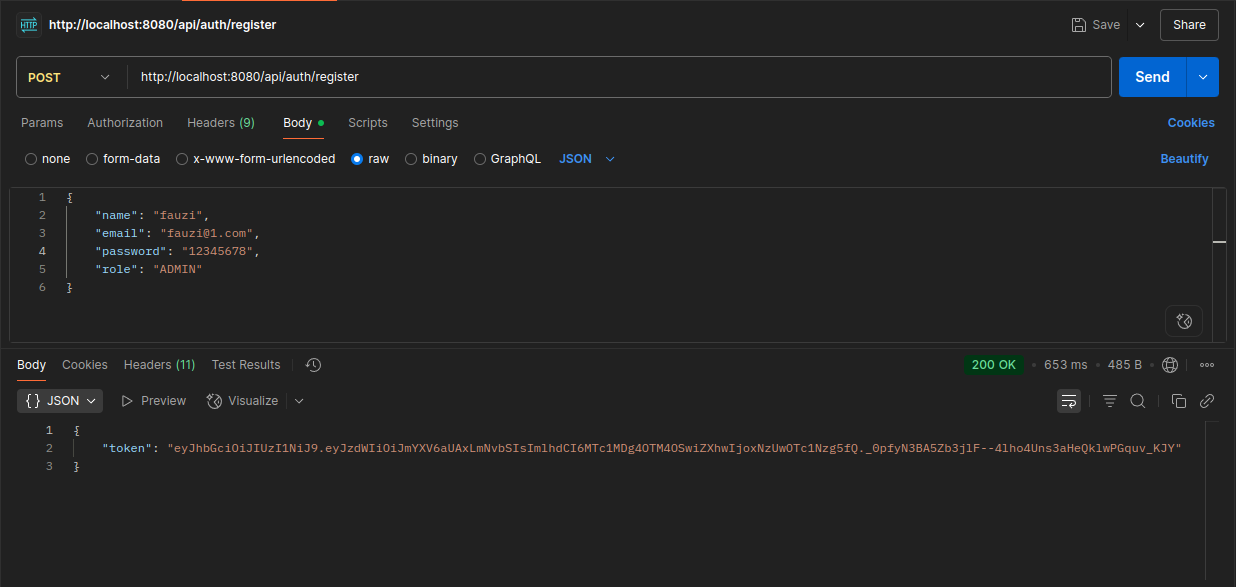 HTTP http://localhost:8080/api/auth/register Save Share
POST http://localhost:8080/api/auth/register Send
Params Authorization Headers (9) Body Scripts Settings Cookies
none form-data x-www-form-urlencoded raw binary GraphQL JSON Beautify
1 {
2 "name": "fauzi",
3 "email": "fauzi@1.com",
4 "password": "12345678",
5 "role": "ADMIN"
6 }
Body Cookies Headers (11) Test Results 200 OK • 653 ms • 485 B
{} JSON Preview Visualize
1 {
2 "token": "eyJhbGciOiJIUzI1NiJ9.eyJzdWIiOiJmYXV6aUAxLmNvbSIsImlhdCI6MTc1MDg4OTM4OSwiZXhwIjoxNzUwOTc1Nzg5fQ._0pfyN3BA5Zb3jlF--4lho4Uns3aHeQklwPGquv_KJY"
3 }